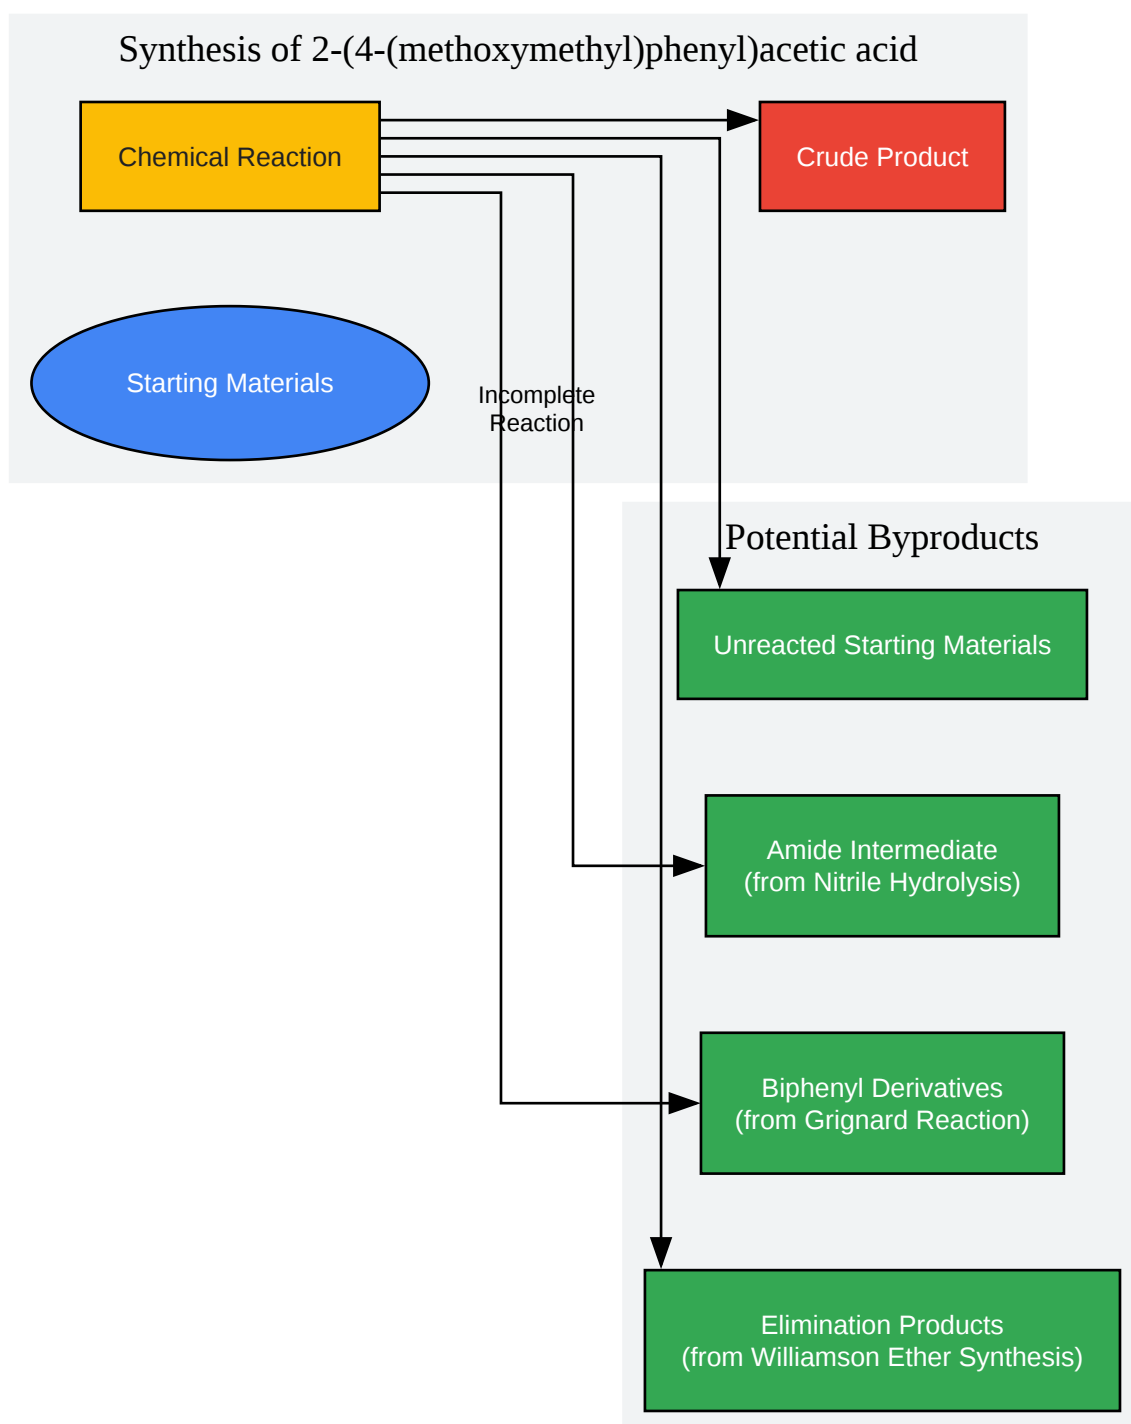 Synthesis of 2-(4-(methoxymethyl)phenyl)acetic acid
Chemical Reaction
Crude Product
Starting Materials
Incomplete
Reaction
Potential Byproducts
Unreacted Starting Materials
Amide Intermediate
(from Nitrile Hydrolysis)
Biphenyl Derivatives
(from Grignard Reaction)
Elimination Products
(from Williamson Ether Synthesis)